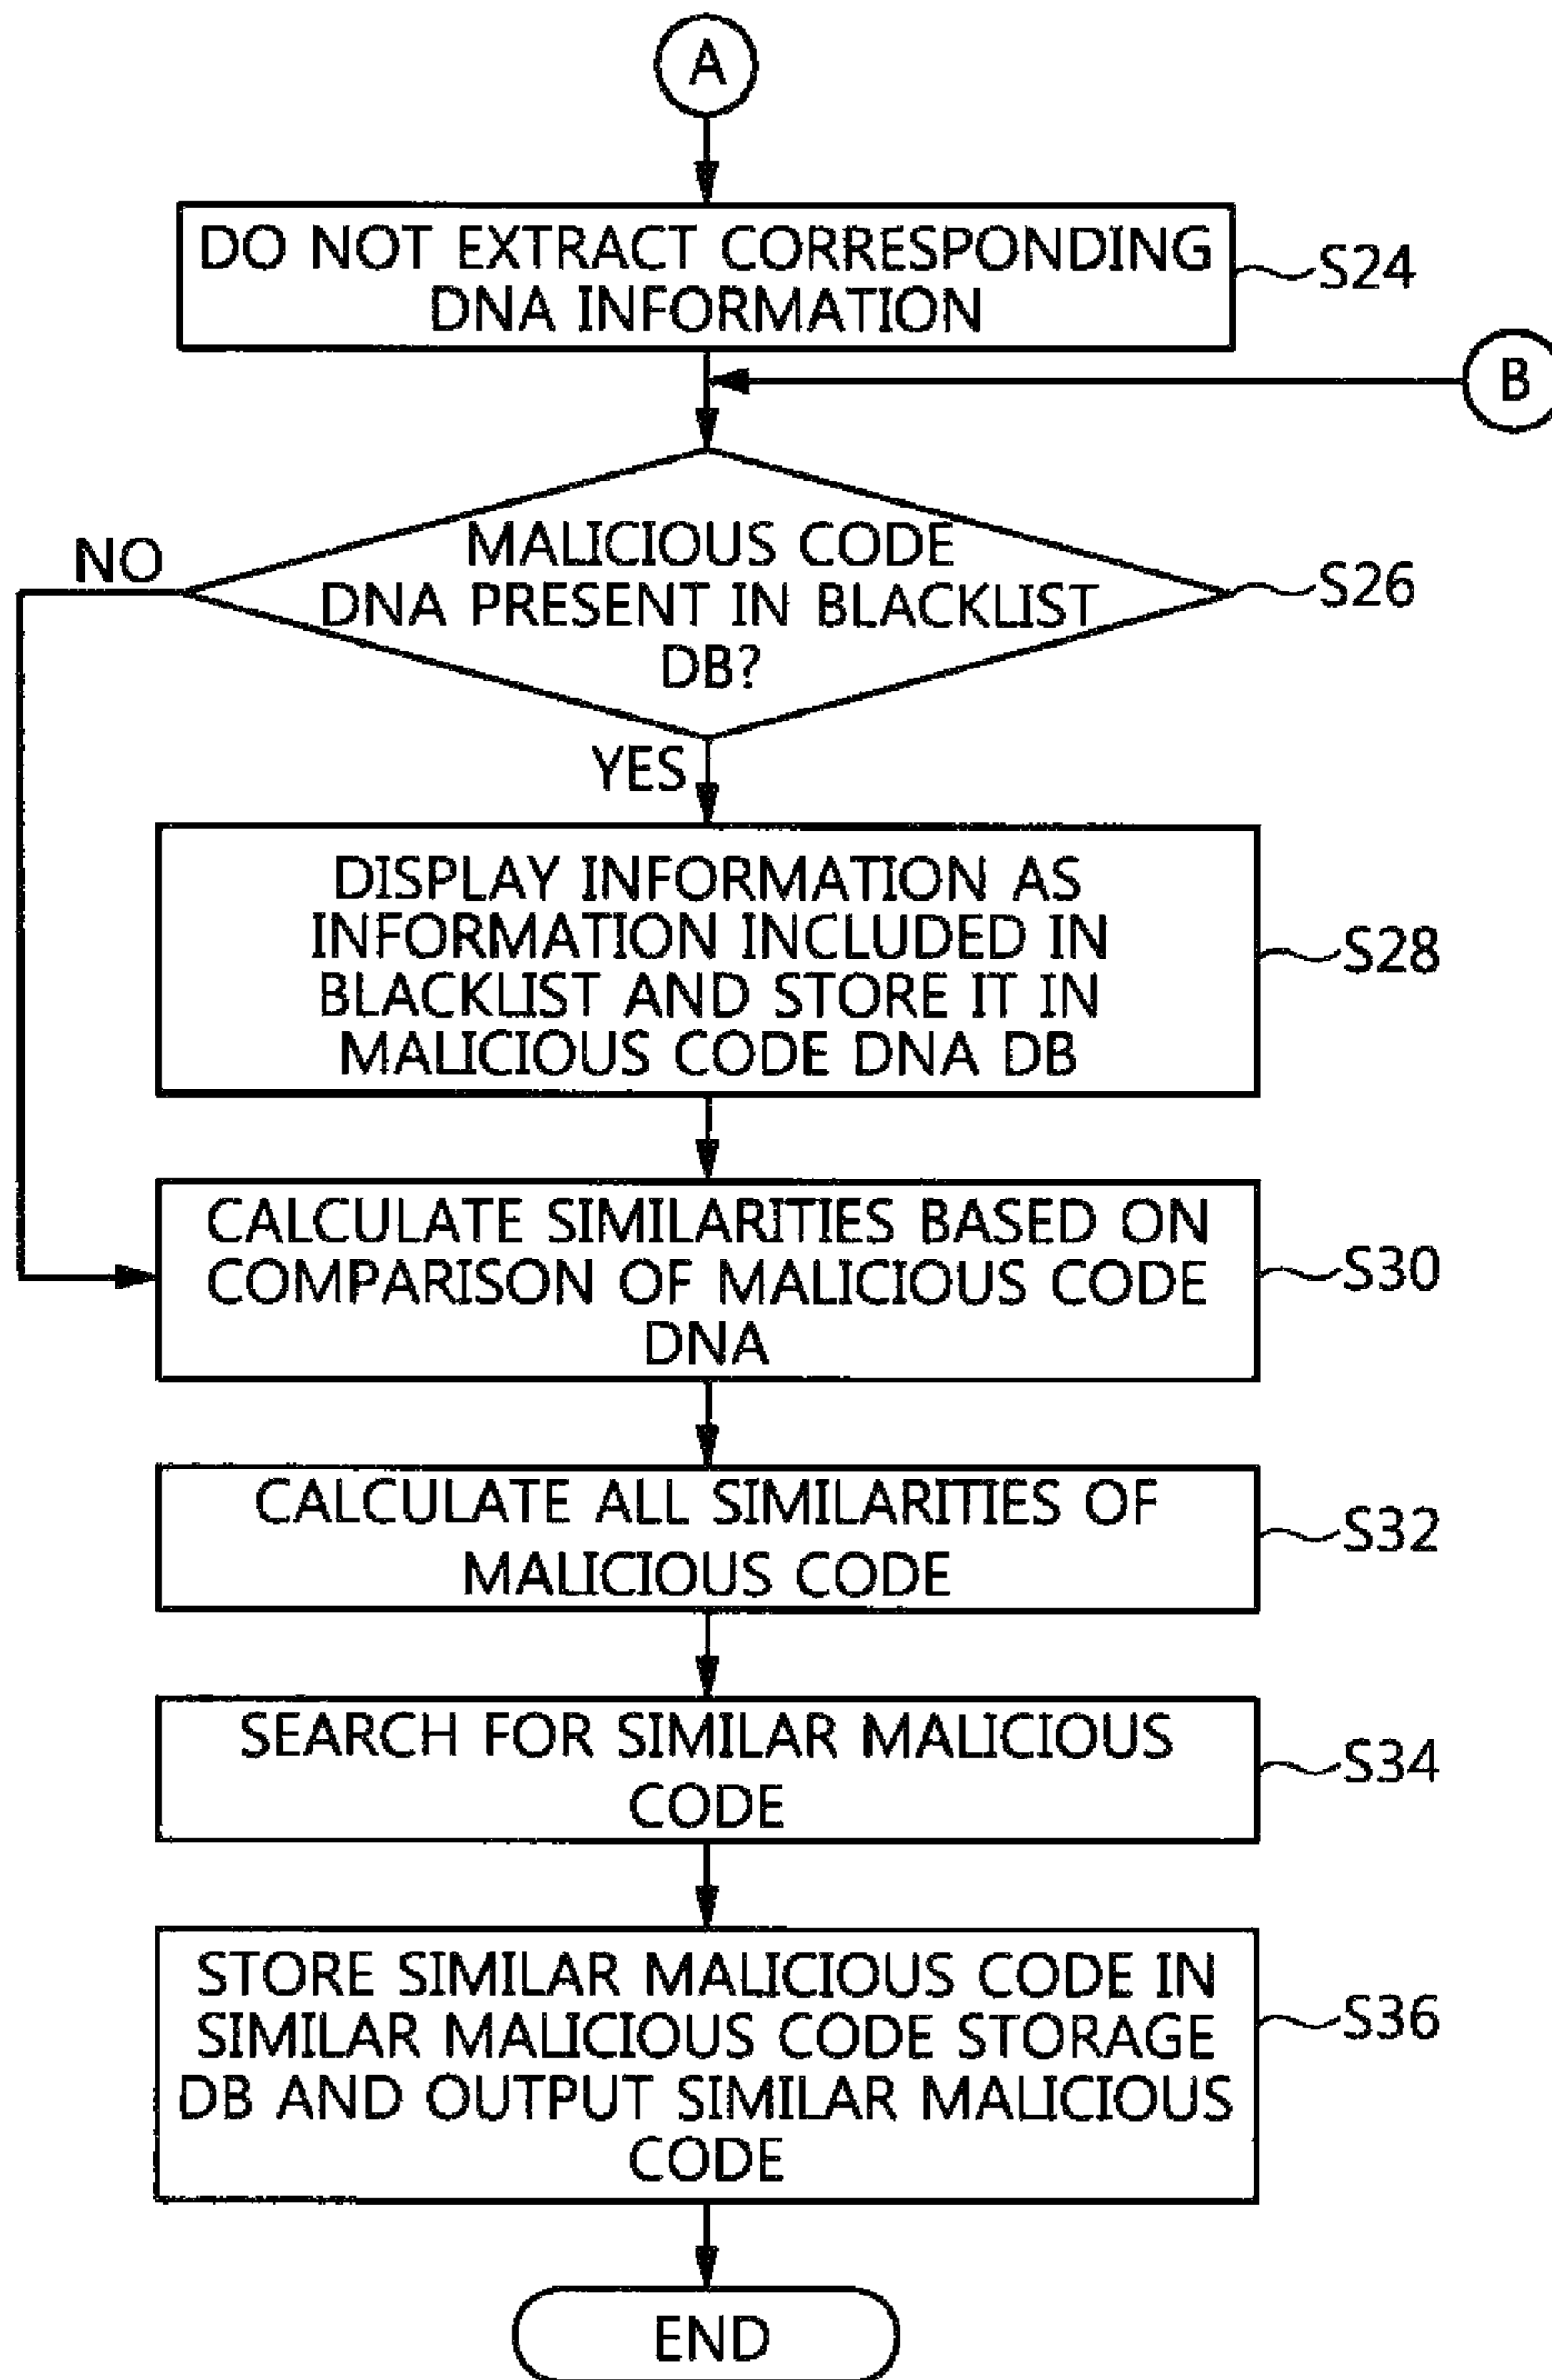 A
DO NOT EXTRACT CORRESPONDING
DNA INFORMATION
S24
B
MALICIOUS CODE
DNA PRESENT IN BLACKLIST
DB?
S26
NO
YES
DISPLAY INFORMATION AS
INFORMATION INCLUDED IN
BLACKLIST AND STORE IT IN
MALICIOUS CODE DNA DB
S28
CALCULATE SIMILARITIES BASED ON
COMPARISON OF MALICIOUS CODE
DNA
S30
CALCULATE ALL SIMILARITIES OF
MALICIOUS CODE
S32
SEARCH FOR SIMILAR MALICIOUS
CODE
S34
STORE SIMILAR MALICIOUS CODE IN
SIMILAR MALICIOUS CODE STORAGE
DB AND OUTPUT SIMILAR MALICIOUS
CODE
S36
END